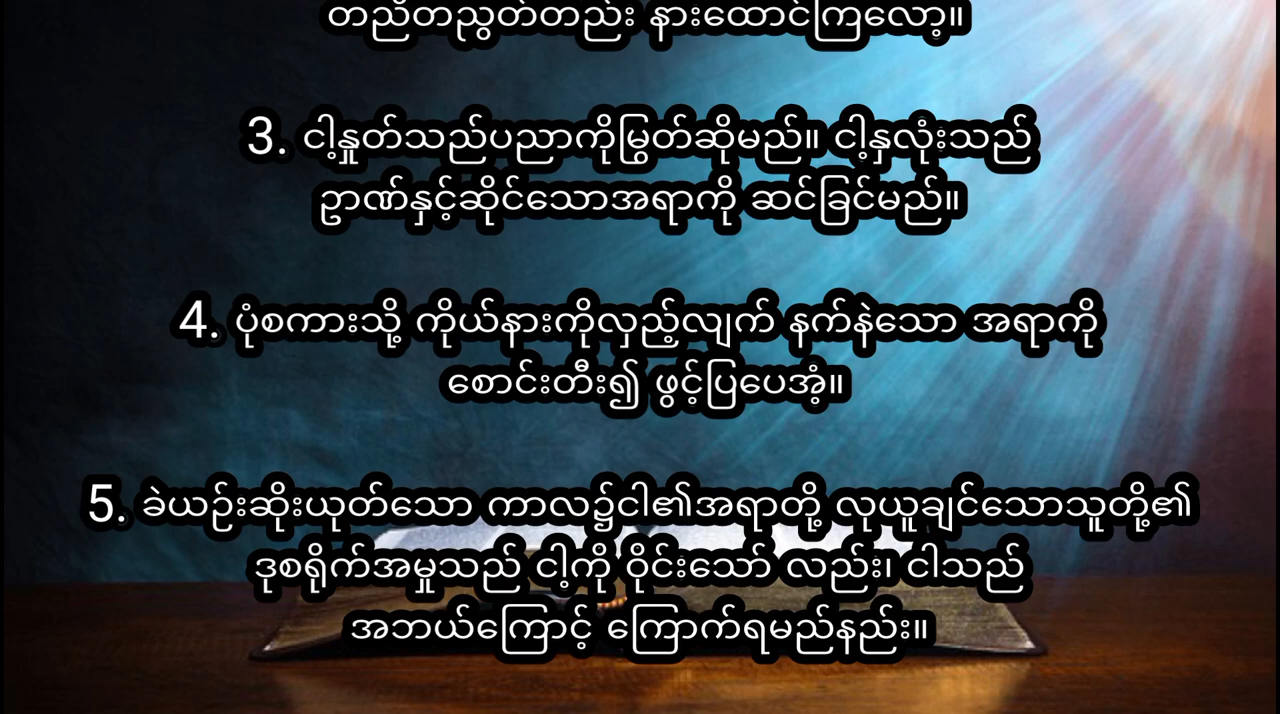 တညီတညွတ်တည်း နားထောင်ကြလော့။
3. ငါ့နှုတ်သည်ပညာကိုမြွတ်ဆိုမည်။ ငါ့နှလုံးသည်
ဥာဏ်နှင့်ဆိုင်သောအရာကို ဆင်ခြင်မည်။
4. ပုံစကားသို့ ကိုယ်နားကိုလှည့်လျက် နက်နဲသော အရာကို
စောင်းတီး၍ ဖွင့်ပြပေအံ့။
5. ခဲယဉ်းဆိုးယုတ်သော ကာလ၌ငါ၏အရာတို့ လုယူချင်သောသူတို့၏
ဒုစရိုက်အမှုသည် ငါ့ကို ဝိုင်းသော် လည်း၊ ငါသည်
အဘယ်ကြောင့် ကြောက်ရမည်နည်း။